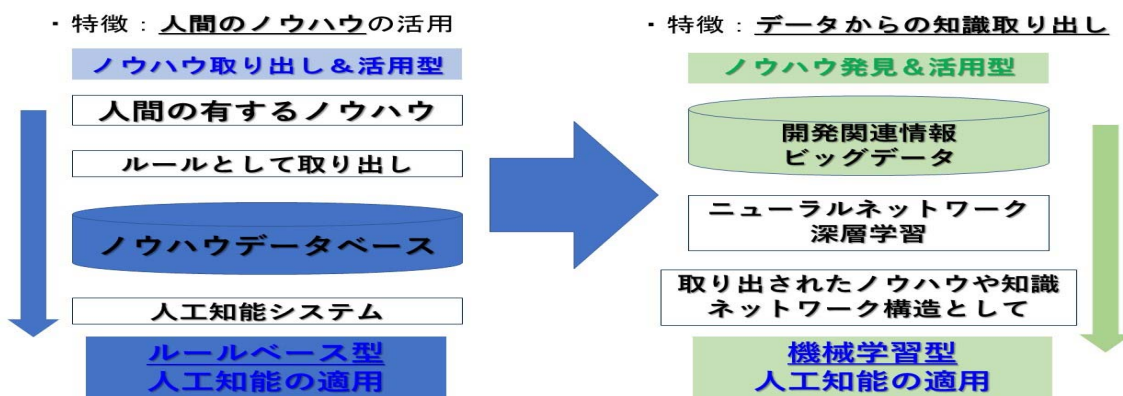 ・特徴：人間のノウハウの活用
ノウハウ取り出し＆活用型
人間の有するノウハウ
ルールとして取り出し
ノウハウデータベース
人工知能システム
ルールベース型
人工知能の適用
・特徴：データからの知識取り出し
ノウハウ発見＆活用型
開発関連情報
ビッグデータ
ニューラルネットワーク
深層学習
取り出されたノウハウや知識
ネットワーク構造として
機械学習型
人工知能の適用